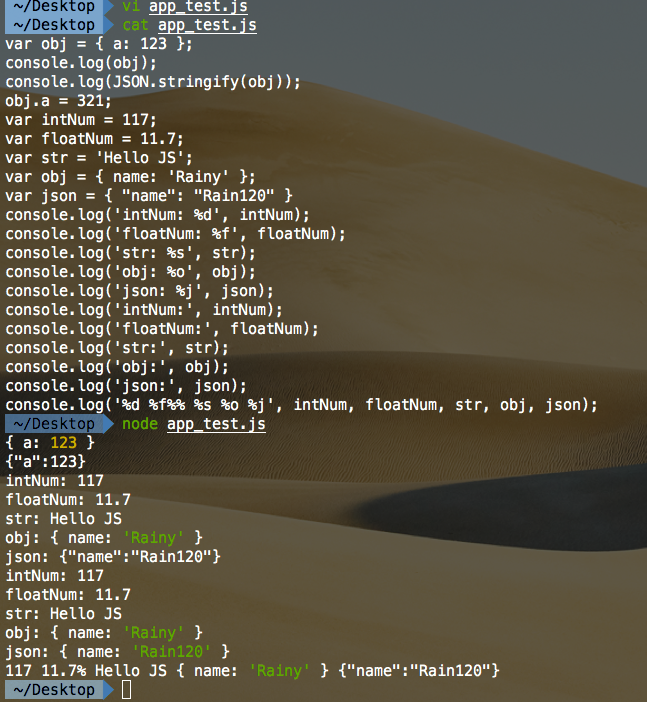 ~/Desktop vi app_test.js
~/Desktop cat app_test.js
var obj = { a: 123 };
console.log(obj);
console.log(JSON.stringify(obj));
obj.a = 321;
var intNum = 117;
var floatNum = 11.7;
var str = 'Hello JS';
var obj = { name: 'Rainy' };
var json = { "name": "Rain120" }
console.log('intNum: %d', intNum);
console.log('floatNum: %f', floatNum);
console.log('str: %s', str);
console.log('obj: %o', obj);
console.log('json: %j', json);
console.log('intNum:', intNum);
console.log('floatNum:', floatNum);
console.log('str:', str);
console.log('obj:', obj);
console.log('json:', json);
console.log('%d %f%% %s %o %j', intNum, floatNum, str, obj, json);
~/Desktop node app_test.js
{ a: 123 }
{"a":123}
intNum: 117
floatNum: 11.7
str: Hello JS
obj: { name: 'Rainy' }
json: {"name":"Rain120"}
intNum: 117
floatNum: 11.7
str: Hello JS
obj: { name: 'Rainy' }
json: { name: 'Rain120' }
117 11.7% Hello JS { name: 'Rainy' } {"name":"Rain120"}
~/Desktop